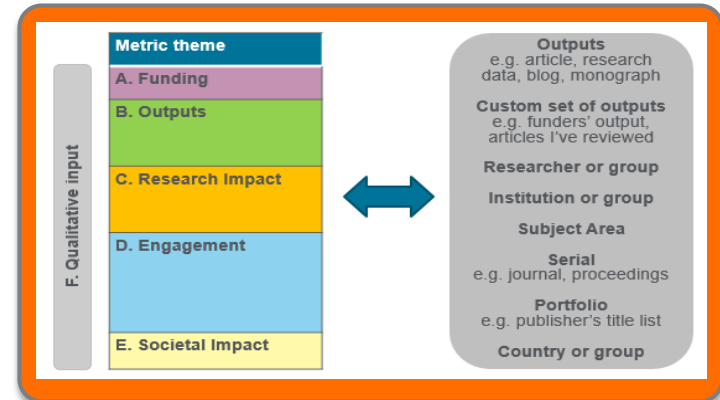 Metric theme
A. Funding
B. Outputs
C. Research Impact
D. Engagement
E. Societal Impact
F. Qualitative input
Outputs
e.g. article, research
data, blog, monograph
Custom set of outputs
e.g. funders' output,
articles I've reviewed
Researcher or group
Institution or group
Subject Area
Serial
e.g. journal, proceedings
Portfolio
e.g. publisher's title list
Country or group